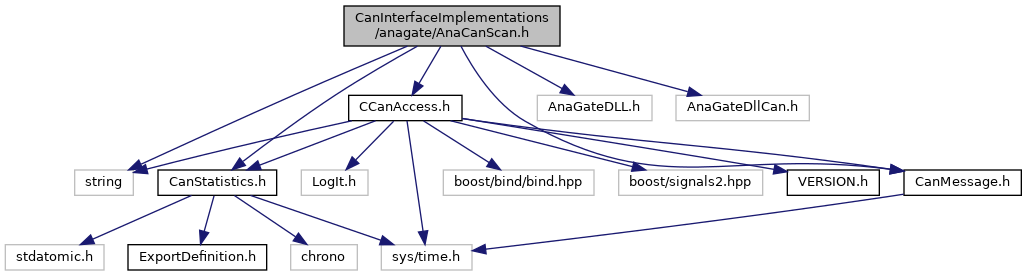 CanInterfaceImplementations
/anagate/AnaCanScan.h
CCanAccess.h
AnaGateDLL.h
AnaGateDllCan.h
string
CanStatistics.h
LogIt.h
boost/bind/bind.hpp
boost/signals2.hpp
VERSION.h
CanMessage.h
stdatomic.h
ExportDefinition.h
chrono
sys/time.h